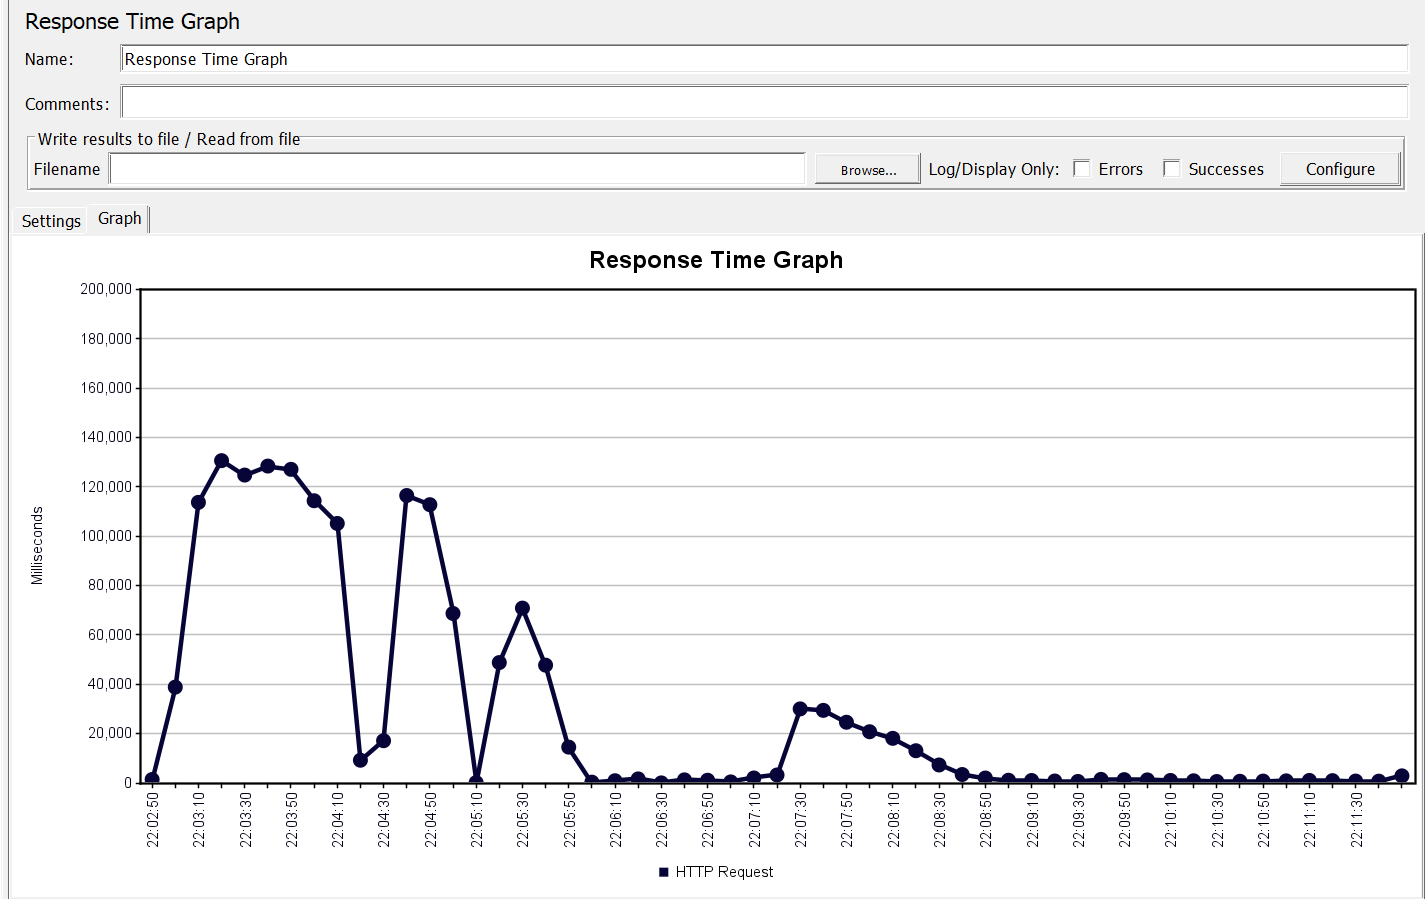 Response Time Graph
Name: Response Time Graph
Comments:
Write results to file / Read from file
Filename Browse... Log/Display Only: Errors Successes Configure
Settings Graph
Response Time Graph
200,000
180,000
160,000
140,000
120,000
100,000
80,000
60,000
40,000
20,000
0
Milliseconds
22:02:50 22:03:10 22:03:30 22:03:50 22:04:10 22:04:30 22:04:50 22:05:10 22:05:30 22:05:50 22:06:10 22:06:30 22:06:50 22:07:10 22:07:30 22:07:50 22:08:10 22:08:30 22:08:50 22:09:10 22:09:30 22:09:50 22:10:10 22:10:30 22:10:50 22:11:10 22:11:30
HTTP Request